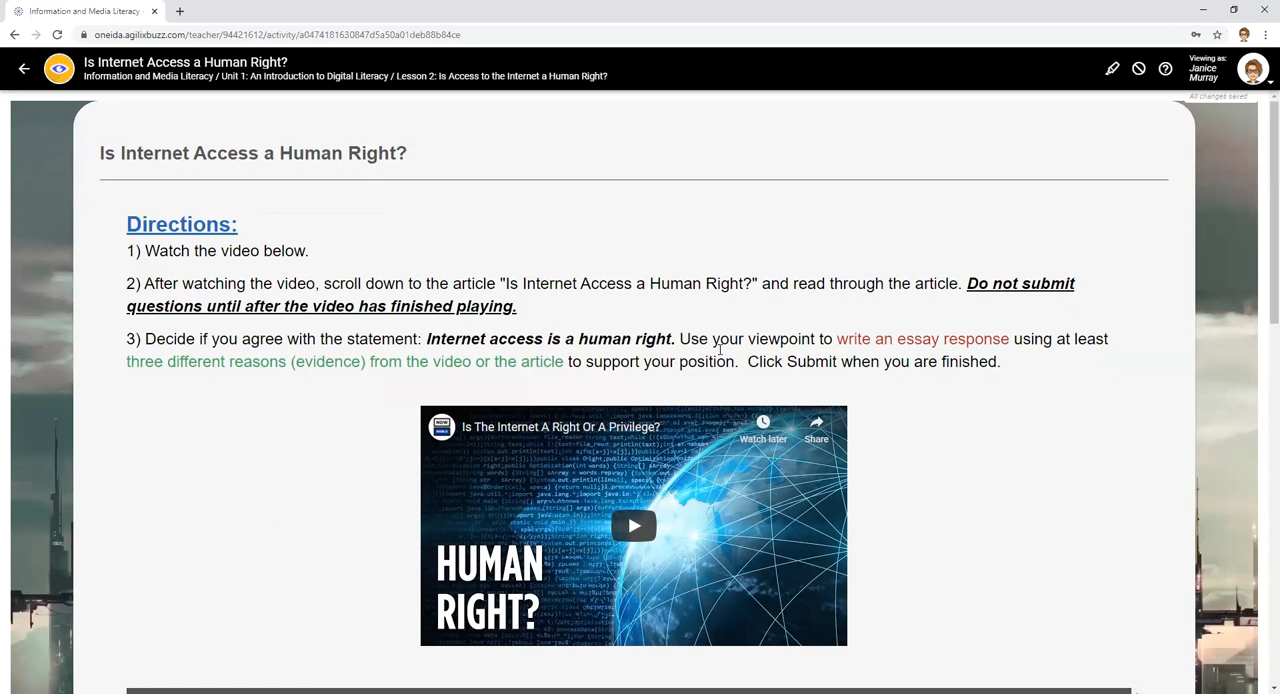 Information and Media Literacy
oneida.agilixbuzz.com/teacher/94421612/activity/a0474181630847d5a50a01deb88b84ce
Is Internet Access a Human Right?
Information and Media Literacy / Unit 1: An Introduction to Digital Literacy / Lesson 2: Is Access to the Internet a Human Right?
Viewing as:
Janice
Murray
All changes saved
Is Internet Access a Human Right?
Directions:
1) Watch the video below.
2) After watching the video, scroll down to the article "Is Internet Access a Human Right?" and read through the article. Do not submit
questions until after the video has finished playing.
3) Decide if you agree with the statement: Internet access is a human right. Use your viewpoint to write an essay response using at least
three different reasons (evidence) from the video or the article to support your position. Click Submit when you are finished.
Is The Internet A Right Or A Privilege?
Watch later
Share
HUMAN
RIGHT?